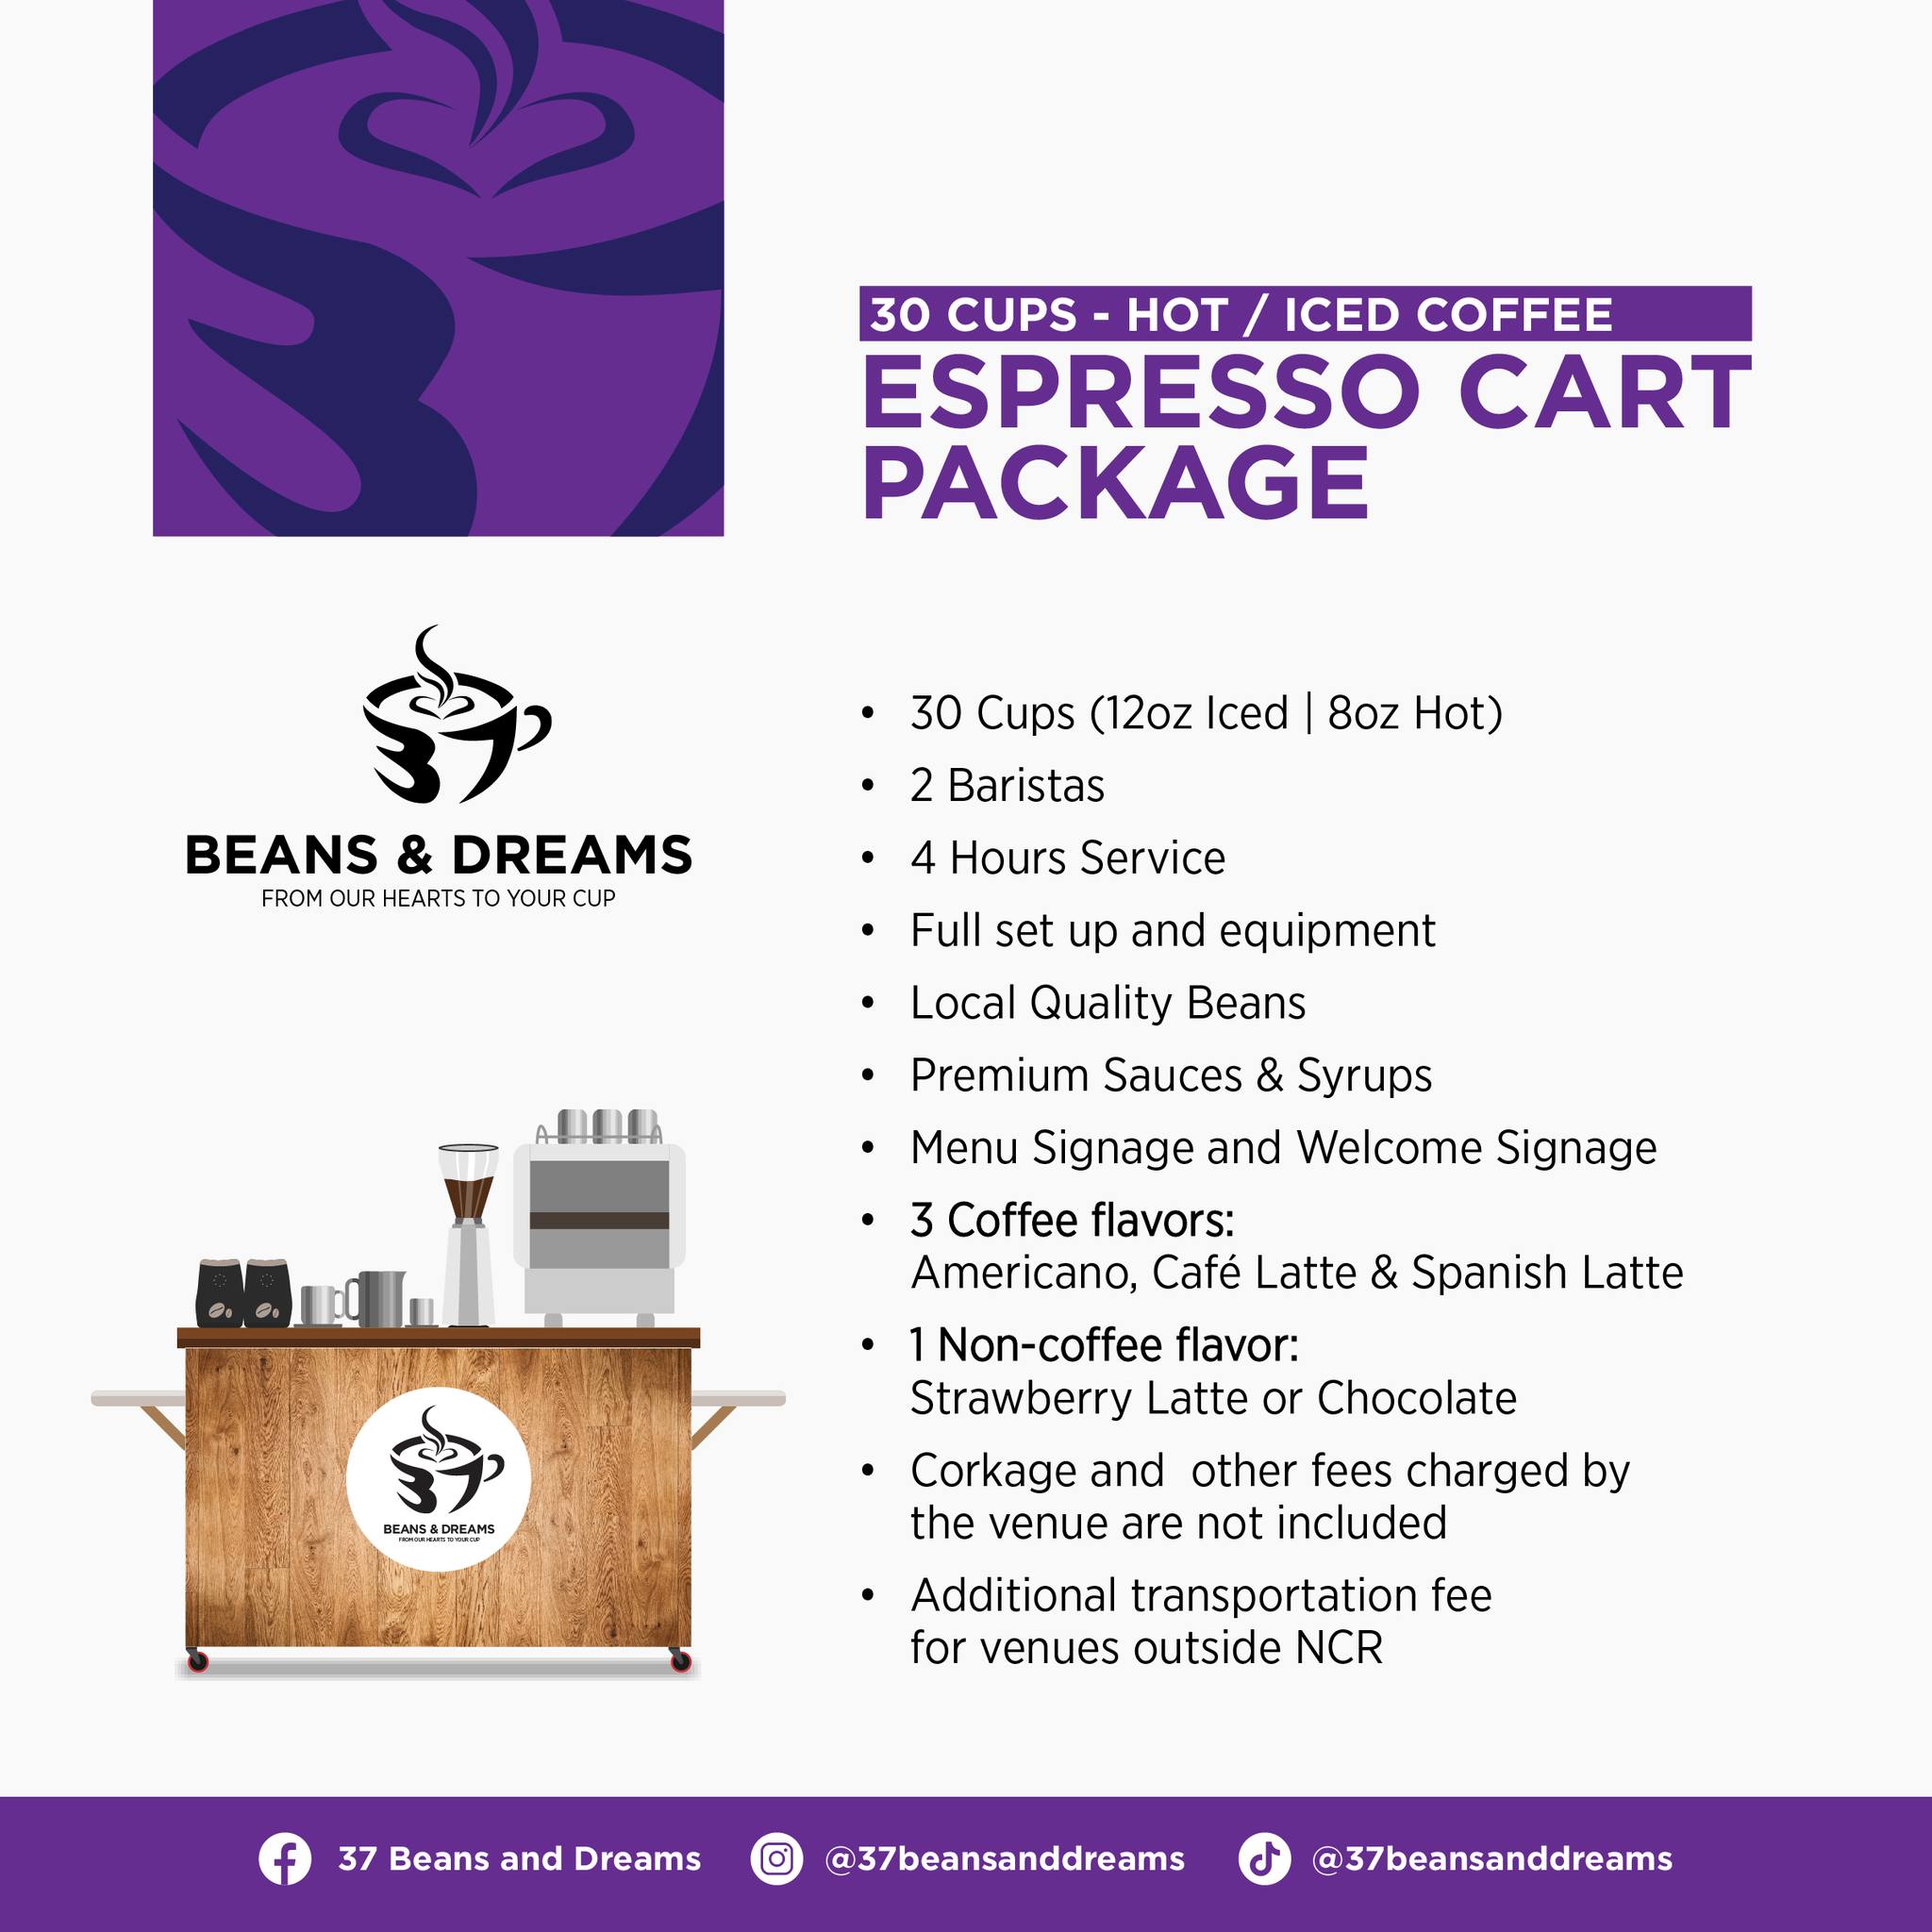 30 CUPS - HOT / ICED COFFEE
ESPRESSO CART
PACKAGE
37
BEANS & DREAMS
FROM OUR HEARTS TO YOUR CUP
• 30 Cups (12oz Iced | 8oz Hot)
• 2 Baristas
• 4 Hours Service
• Full set up and equipment
• Local Quality Beans
• Premium Sauces & Syrups
• Menu Signage and Welcome Signage
• 3 Coffee flavors:
Americano, Café Latte & Spanish Latte
• 1 Non-coffee flavor:
Strawberry Latte or Chocolate
• Corkage and  other fees charged by
the venue are not included
• Additional transportation fee
for venues outside NCR
37
BEANS & DREAMS
FROM OUR HEARTS TO YOUR CUP
37 Beans and Dreams
@37beansanddreams
@37beansanddreams